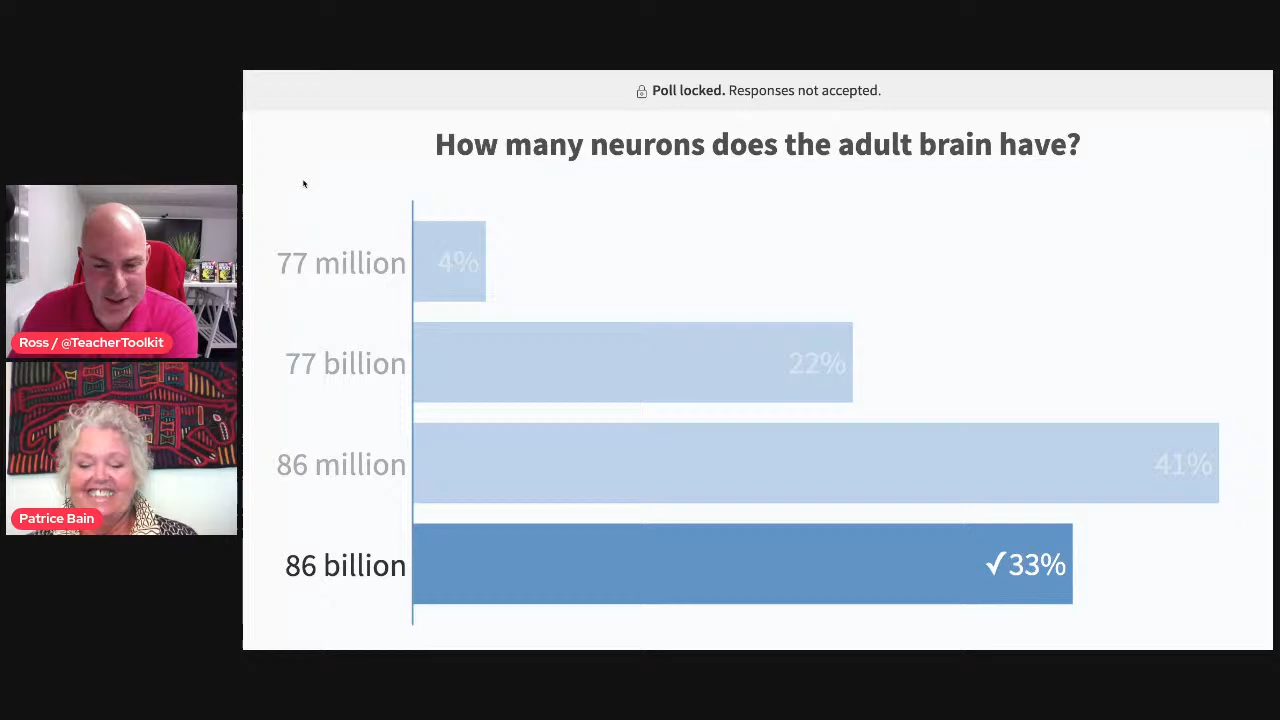 Poll locked. Responses not accepted.
How many neurons does the adult brain have?
77 million
4%
77 billion
22%
86 million
41%
86 billion
✓33%
Ross / @TeacherToolkit
Patrice Bain